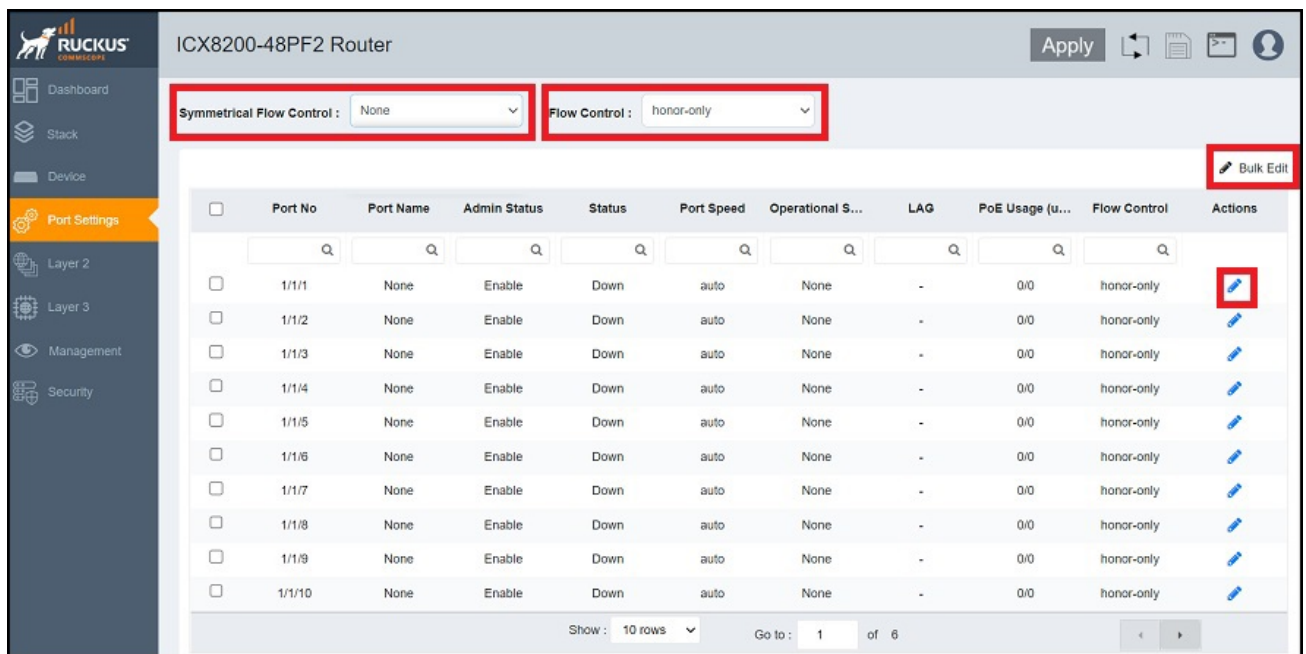 RUCKUS
COMMSCOPE
ICX8200-48PF2 Router
Apply
Dashboard
Stack
Device
Port Settings
Layer 2
Layer 3
Management
Security
Symmetrical Flow Control : None
Flow Control : honor-only
Bulk Edit
Port No Port Name Admin Status Status Port Speed Operational S... LAG PoE Usage (u... Flow Control Actions
1/1/1 None Enable Down auto None - 0/0 honor-only
1/1/2 None Enable Down auto None - 0/0 honor-only
1/1/3 None Enable Down auto None - 0/0 honor-only
1/1/4 None Enable Down auto None - 0/0 honor-only
1/1/5 None Enable Down auto None - 0/0 honor-only
1/1/6 None Enable Down auto None - 0/0 honor-only
1/1/7 None Enable Down auto None - 0/0 honor-only
1/1/8 None Enable Down auto None - 0/0 honor-only
1/1/9 None Enable Down auto None - 0/0 honor-only
1/1/10 None Enable Down auto None - 0/0 honor-only
Show : 10 rows Go to : 1 of 6